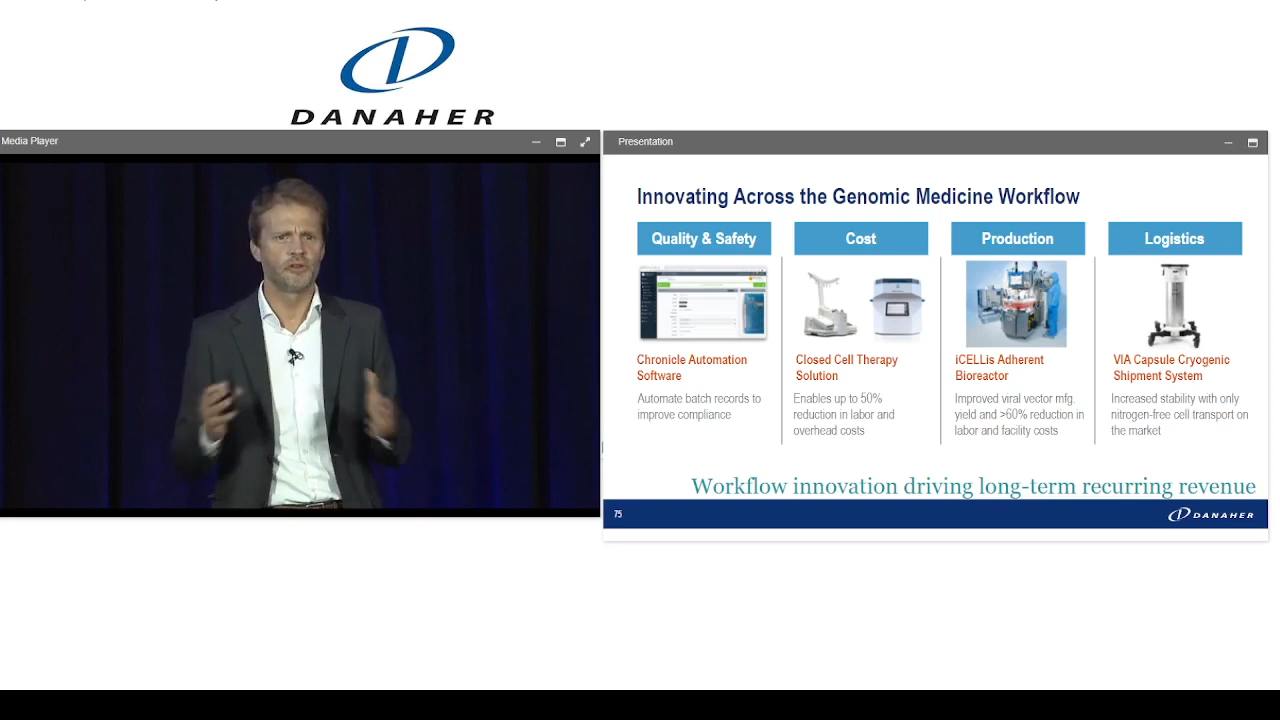 DANAHER
Media Player
Presentation
Innovating Across the Genomic Medicine Workflow
Quality & Safety
Chronicle Automation
Software
Automate batch records to
improve compliance
Cost
Closed Cell Therapy
Solution
Enables up to 50%
reduction in labor and
overhead costs
Production
iCELLis Adherent
Bioreactor
Improved viral vector mfg.
yield and >60% reduction in
labor and facility costs
Logistics
VIA Capsule Cryogenic
Shipment System
Increased stability with only
nitrogen-free cell transport on
the market
Workflow innovation driving long-term recurring revenue
75
DANAHER